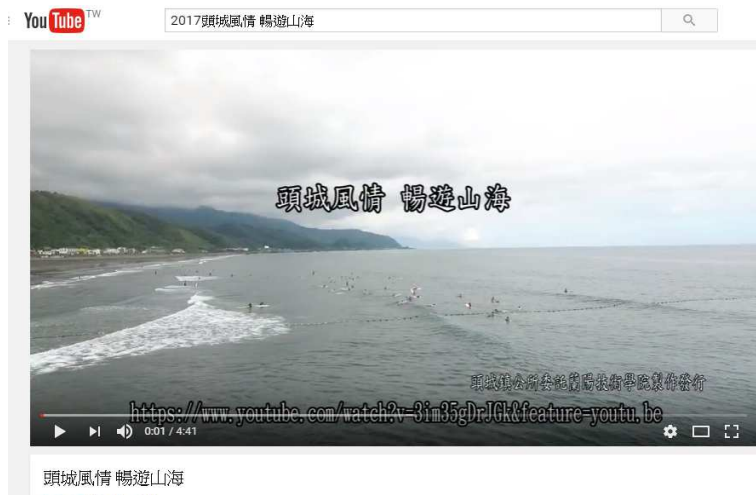 YouTube TW
2017頭城風情 暢遊山海
頭城風情 暢遊山海
頭城鎮公所委託蘭陽技術學院製作發行
https://www.youtube.com/watch?v=3im35gDrJGk&feature=youtu.be
0:01 / 4:41
頭城風情 暢遊山海